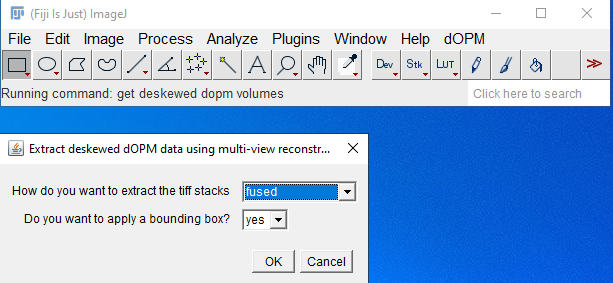 (Fiji Is Just) ImageJ
File Edit Image Process Analyze Plugins Window Help dOPM
A Dev Stk LUT >>
Running command: get deskewed dopm volumes Click here to search
Extract deskewed dOPM data using multi-view reconstr...
How do you want to extract the tiff stacks fused
Do you want to apply a bounding box? yes
OK Cancel